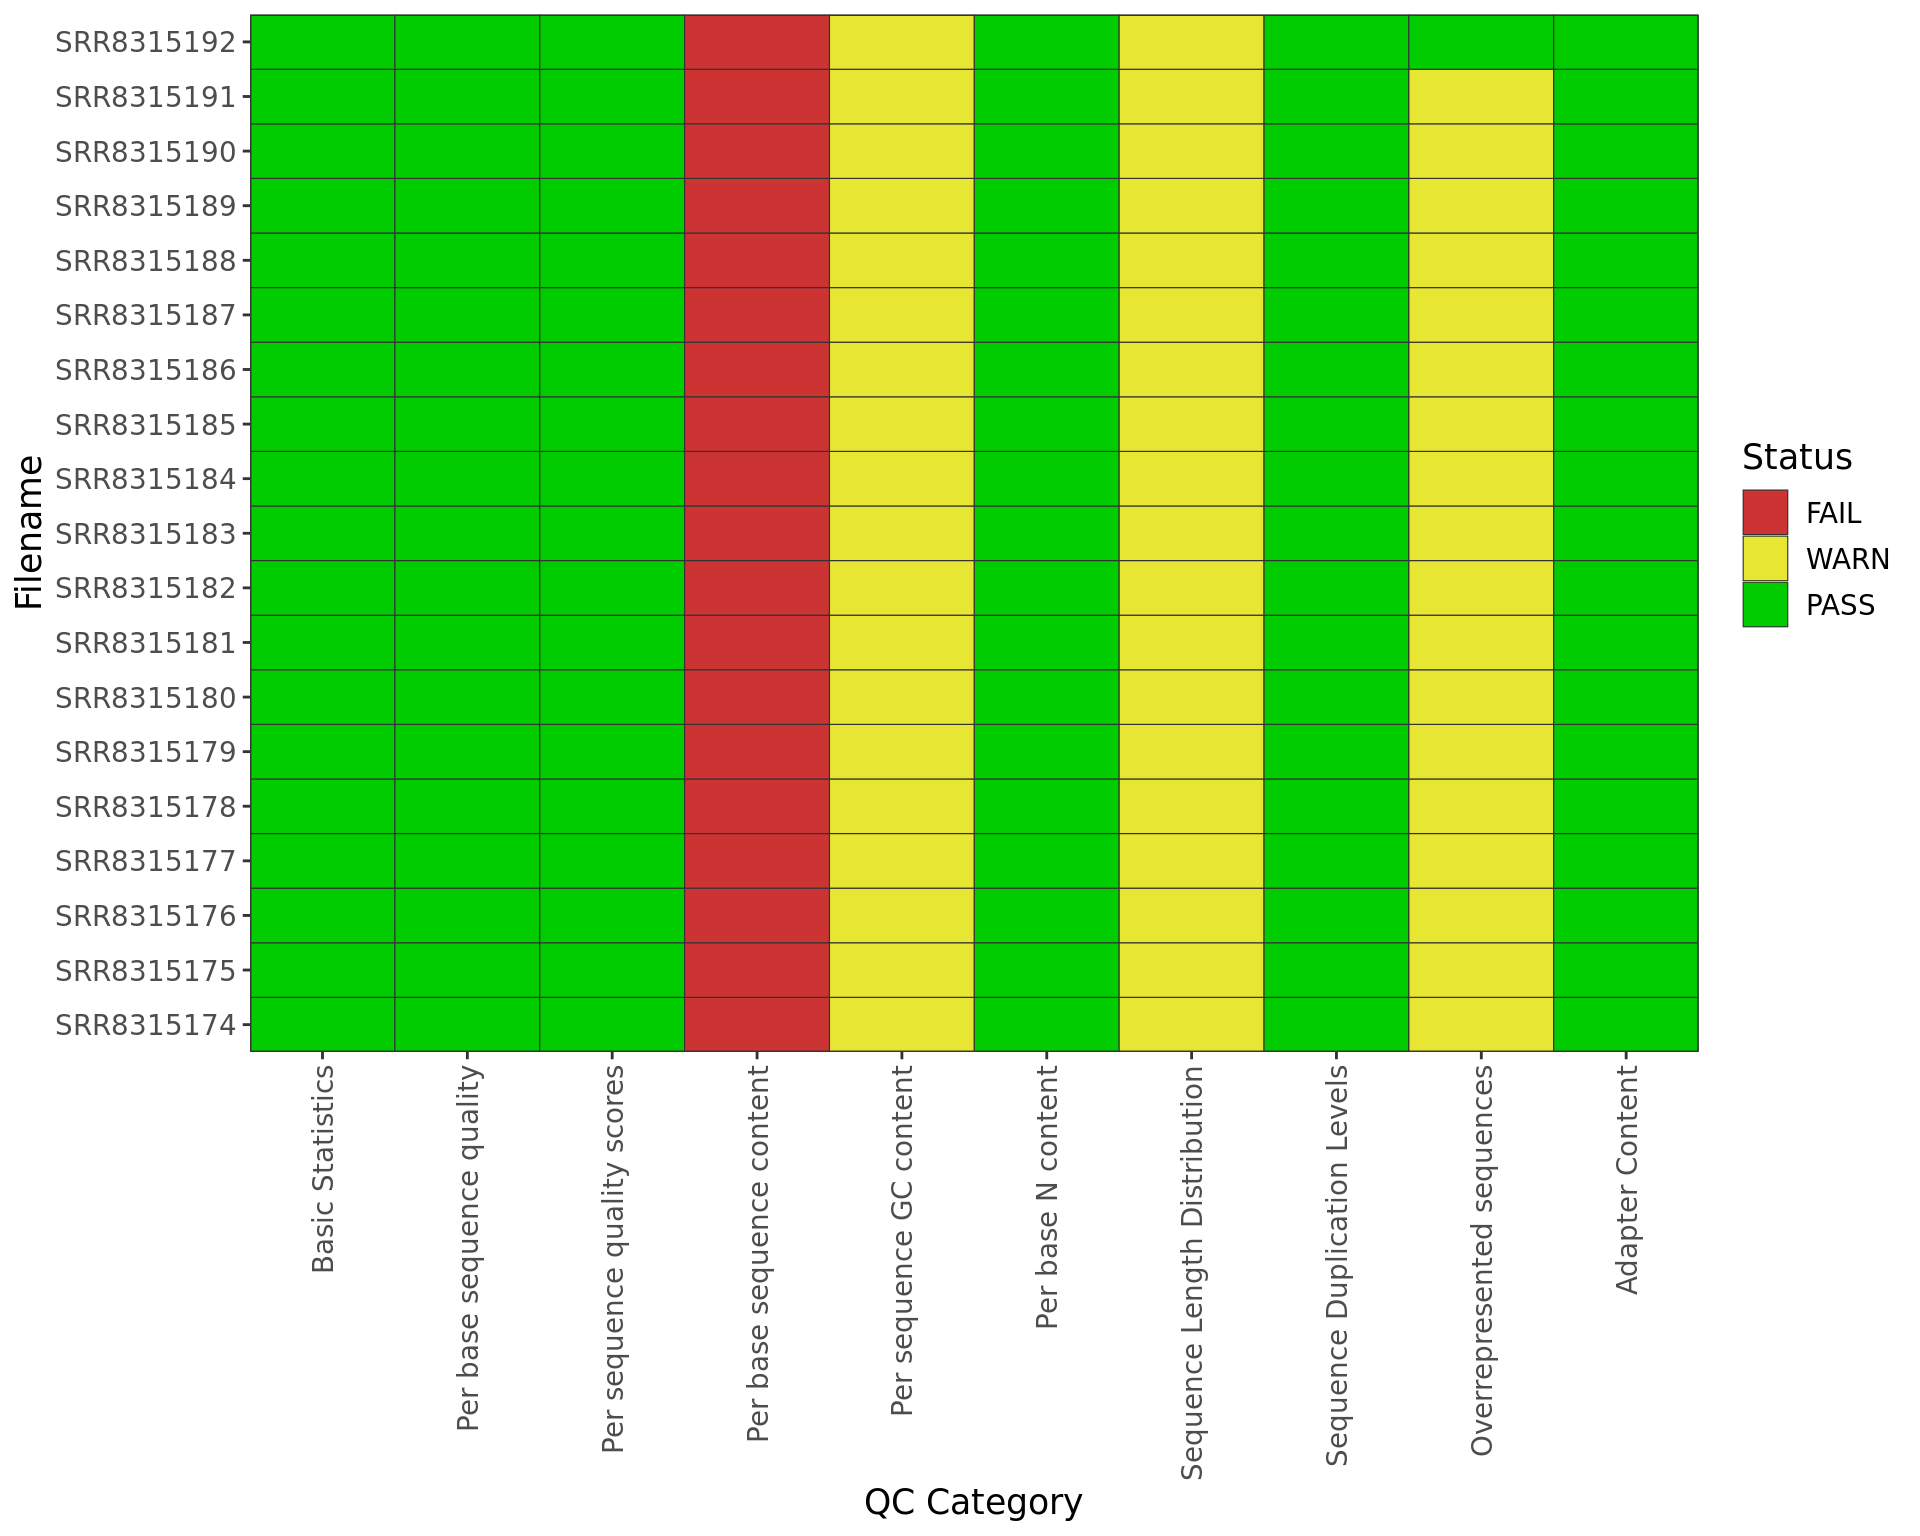 SRR8315192
SRR8315191
SRR8315190
SRR8315189
SRR8315188
SRR8315187
SRR8315186
SRR8315185
SRR8315184
SRR8315183
SRR8315182
SRR8315181
SRR8315180
SRR8315179
SRR8315178
SRR8315177
SRR8315176
SRR8315175
SRR8315174
Filename
Basic Statistics
Per base sequence quality
Per sequence quality scores
Per base sequence content
Per sequence GC content
Per base N content
Sequence Length Distribution
Sequence Duplication Levels
Overrepresented sequences
Adapter Content
QC Category
Status
FAIL
WARN
PASS